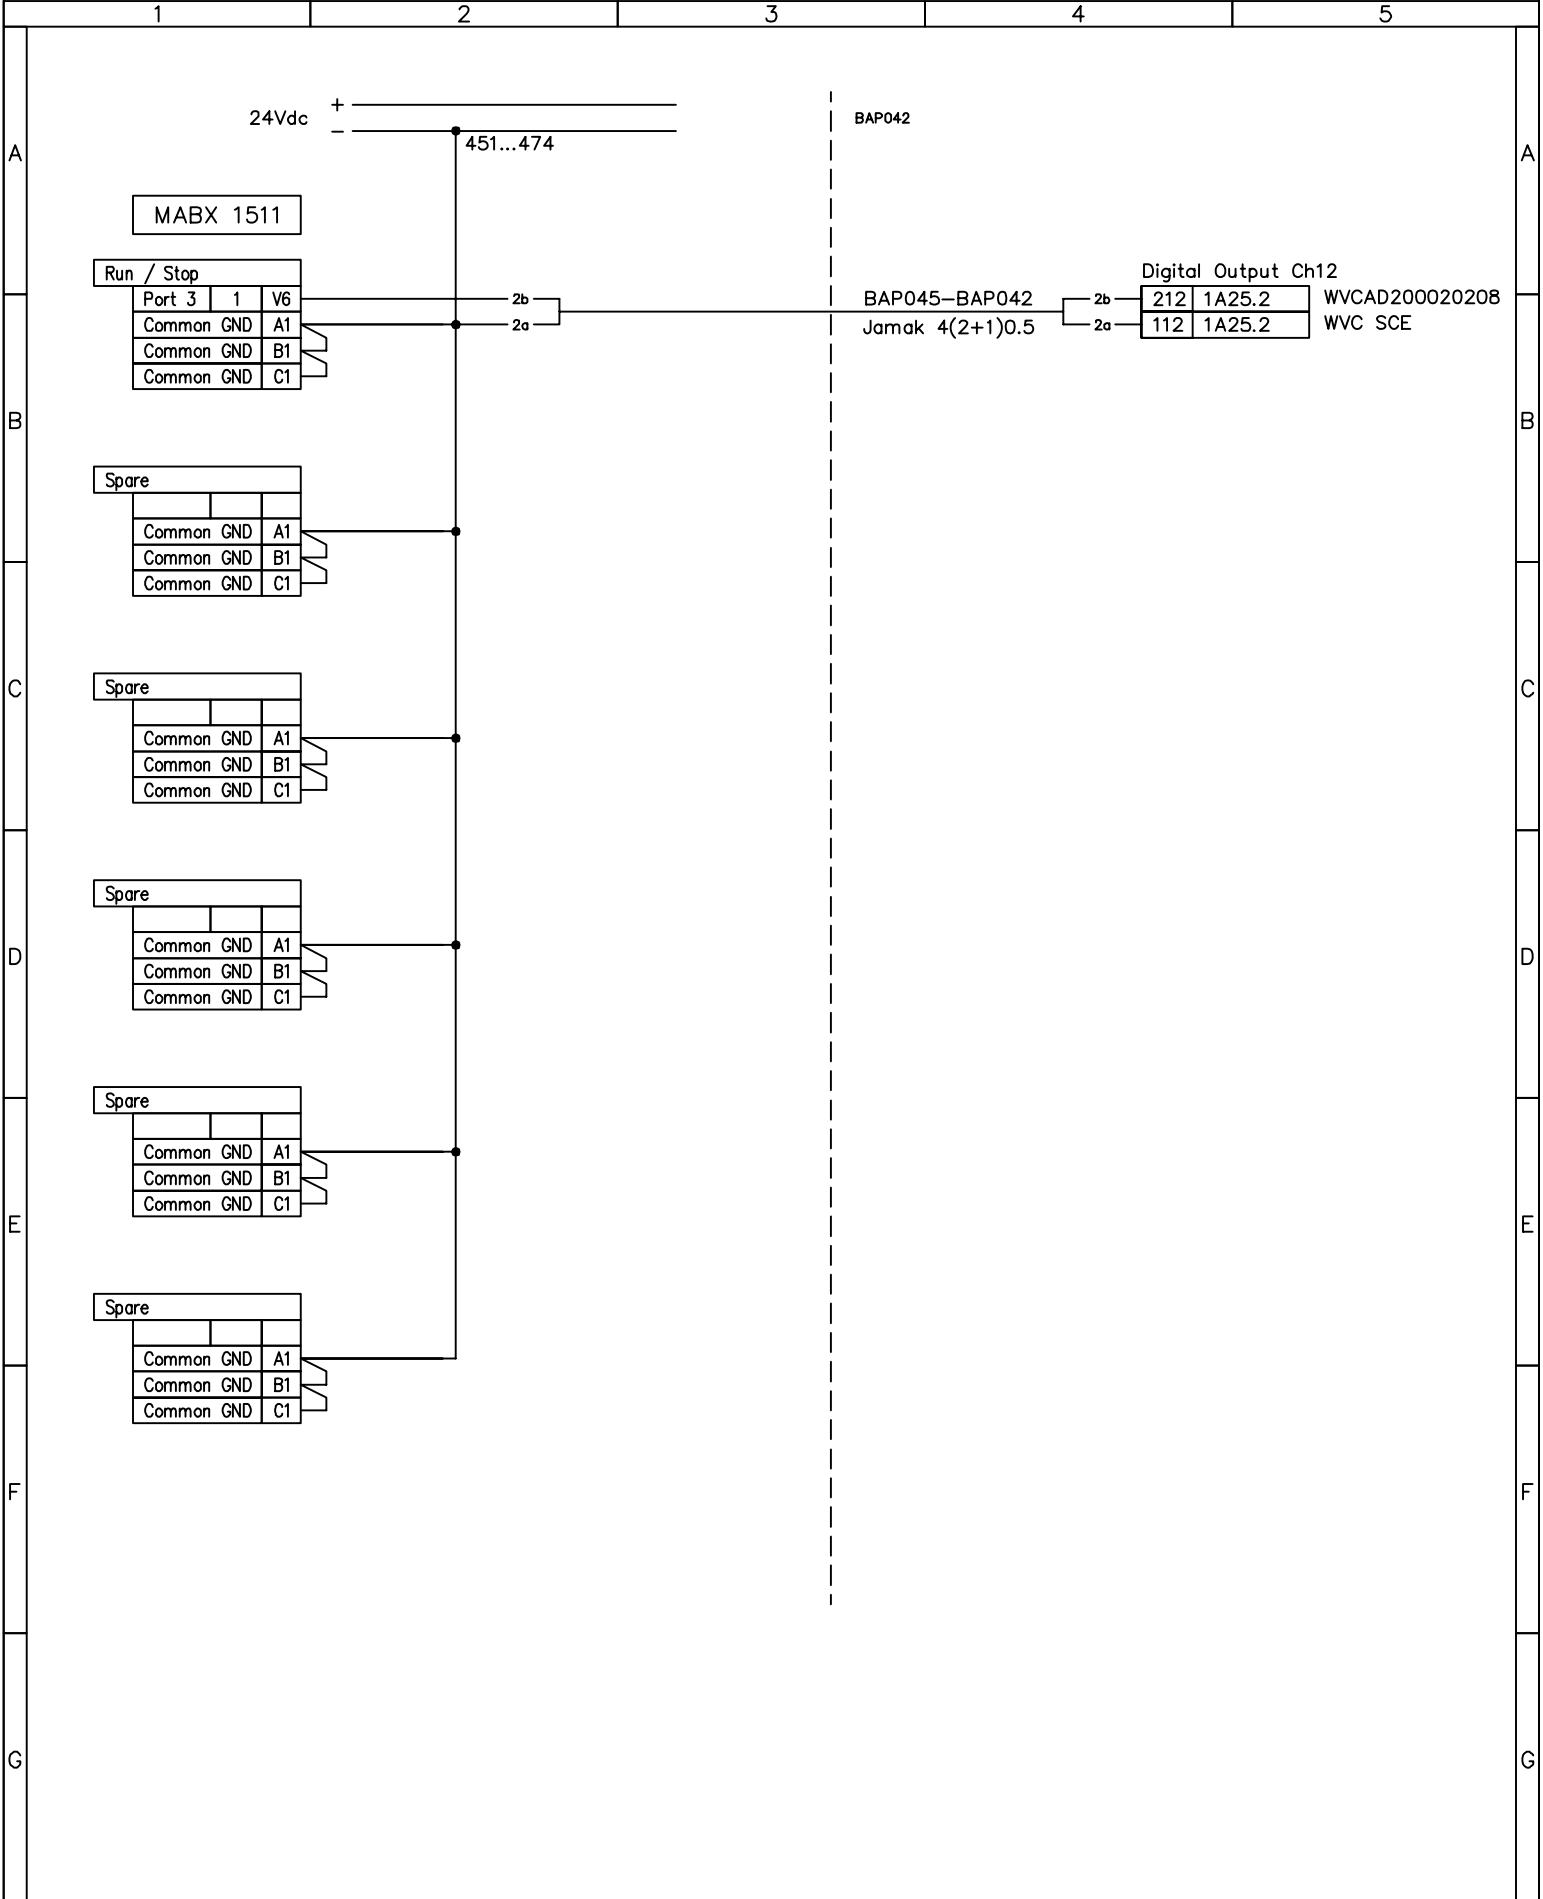 1 2 3 4 5
24Vdc + BAP042
−
451...474
A A
MABX 1511
Run / Stop Digital Output Ch12
Port 3 1 V6 2b BAP045−BAP042 2b 212 1A25.2 WVCAD200020208
Common GND A1 2a Jamak 4(2+1)0.5 2a 112 1A25.2 WVC SCE
Common GND B1
Common GND C1
B B
Spare
Common GND A1
Common GND B1
Common GND C1
C C
Spare
Common GND A1
Common GND B1
Common GND C1
Spare
Common GND A1
D D
Common GND B1
Common GND C1
Spare
Common GND A1
Common GND B1
Common GND C1
E E
Spare
Common GND A1
Common GND B1
Common GND C1
F F
G G